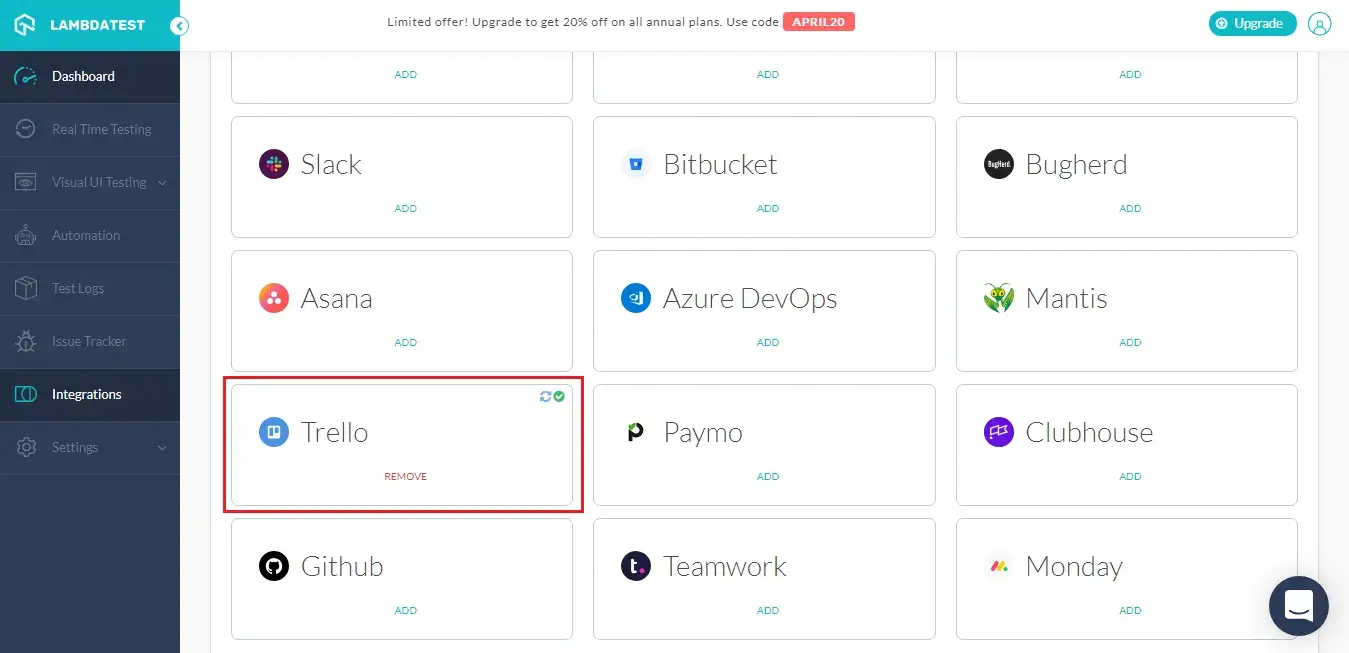 LAMBDATEST
Limited offer! Upgrade to get 20% off on all annual plans. Use code APRIL20
Upgrade
Dashboard
Real Time Testing
Visual UI Testing
Automation
Test Logs
Issue Tracker
Integrations
Settings
ADD ADD ADD
Slack Bitbucket BugHerd Bugherd
ADD ADD ADD
Asana Azure DevOps Mantis
ADD ADD ADD
Trello Paymo Clubhouse
REMOVE ADD ADD
Github t. Teamwork Monday
ADD ADD ADD